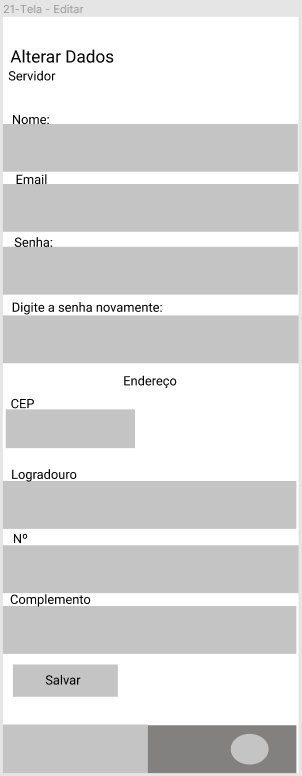 21-Tela - Editar
Alterar Dados
Servidor
Nome:
Email
Senha:
Digite a senha novamente:
Endereço
CEP
Logradouro
Nº
Complemento
Salvar